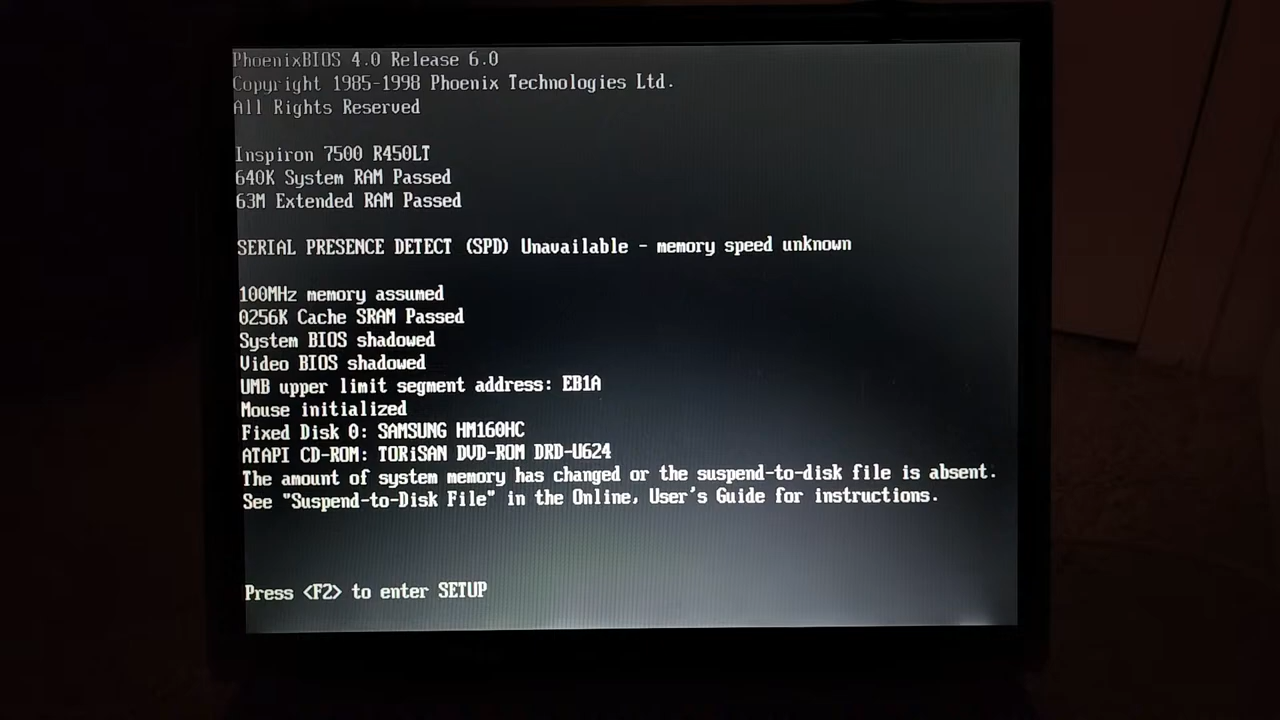 PhoenixBIOS 4.0 Release 6.0
Copyright 1985-1998 Phoenix Technologies Ltd.
All Rights Reserved
Inspiron 7500 R450LT
640K System RAM Passed
63M Extended RAM Passed
SERIAL PRESENCE DETECT (SPD) Unavailable - memory speed unknown
100MHz memory assumed
0256K Cache SRAM Passed
System BIOS shadowed
Video BIOS shadowed
UMB upper limit segment address: EB1A
Mouse initialized
Fixed Disk 0: SAMSUNG HM160HC
ATAPI CD-ROM: TORiSAN DVD-ROM DRD-U624
The amount of system memory has changed or the suspend-to-disk file is absent.
See "Suspend-to-Disk File" in the Online, User's Guide for instructions.
Press <F2> to enter SETUP